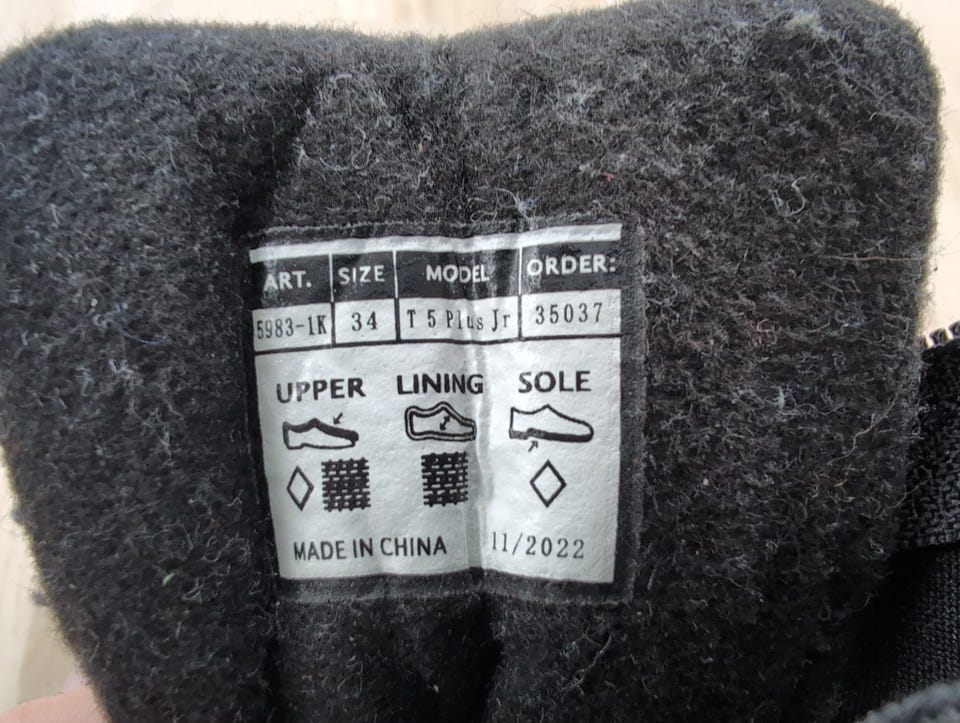 ART. SIZE MODEL ORDER:
5983-1K 34 T 5 Plus Jr 35037
UPPER LINING SOLE
MADE IN CHINA 11/2022